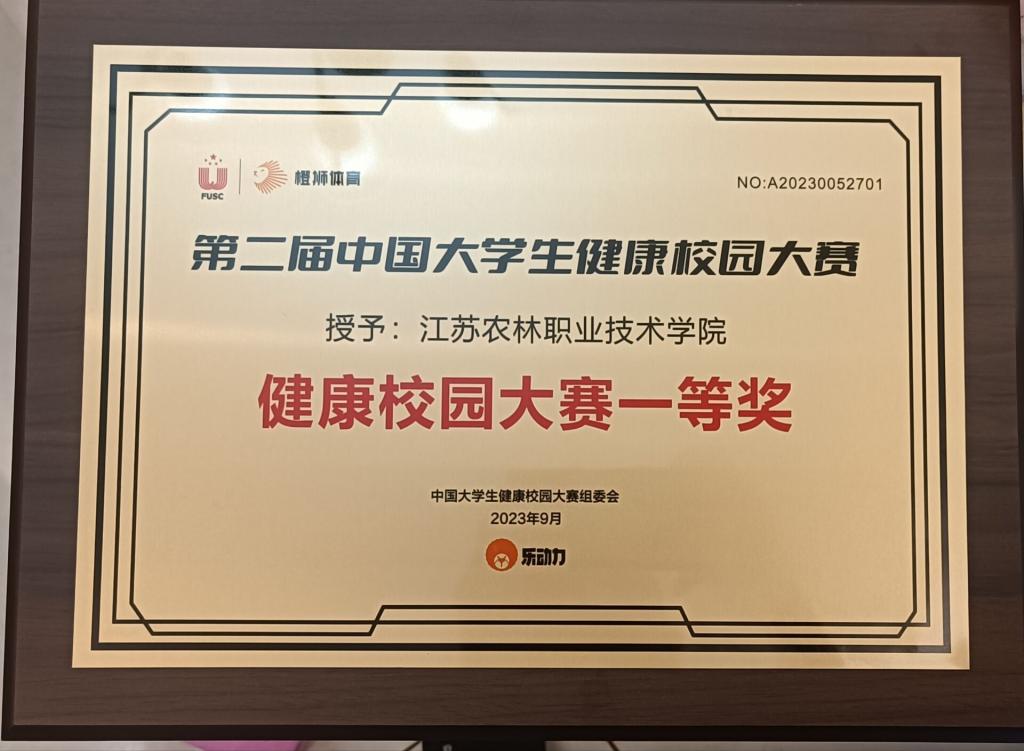 FUSC
橙狮体育
NO:A20230052701
第二届中国大学生健康校园大赛
授予：江苏农林职业技术学院
健康校园大赛一等奖
中国大学生健康校园大赛组委会
2023年9月
乐动力